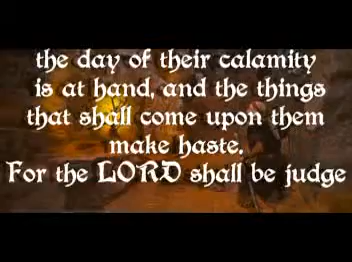 the day of their calamity
is at hand, and the things
that shall come upon them
make haste.
For the LORD shall be judge